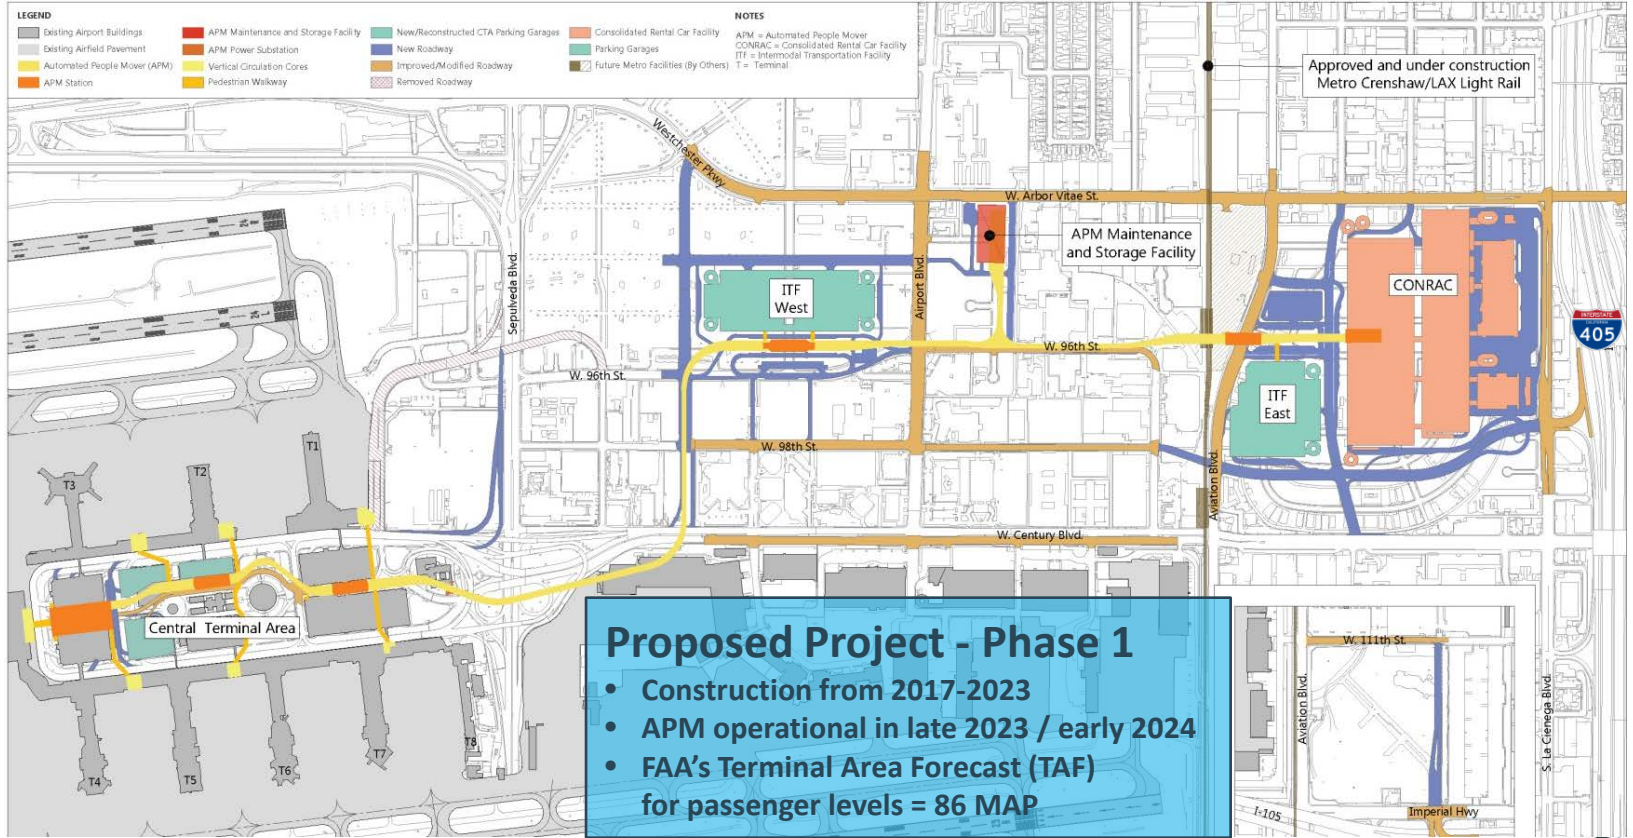 LEGEND
Existing Airport Buildings
Existing Airfield Pavement
Automated People Mover (APM)
APM Station
APM Maintenance and Storage Facility
APM Power Substation
Vertical Circulation Cores
Pedestrian Walkway
New/Reconstructed CTA Parking Garages
New Roadway
Improved/Modified Roadway
Removed Roadway
Consolidated Rental Car Facility
Parking Garages
Future Metro Facilities (By Others)
NOTES
APM = Automated People Mover
CONRAC = Consolidated Rental Car Facility
ITF = Intermodal Transportation Facility
T = Terminal
Approved and under construction
Metro Crenshaw/LAX Light Rail
Westchester Pkwy
W. Arbor Vitae St.
APM Maintenance
and Storage Facility
Sepulveda Blvd.
Airport Blvd.
ITF
West
CONRAC
INTERSTATE
CALIFORNIA
405
W. 96th St.
W. 96th St.
ITF
East
W. 98th St.
Aviation Blvd.
W. Century Blvd.
T1
T2
T3
Central Terminal Area
T4
T5
T6
T7
T8
Proposed Project - Phase 1
• Construction from 2017-2023
• APM operational in late 2023 / early 2024
• FAA's Terminal Area Forecast (TAF)
for passenger levels = 86 MAP
W. 111th St.
Aviation Blvd.
S. La Cienega Blvd.
Imperial Hwy
I-105